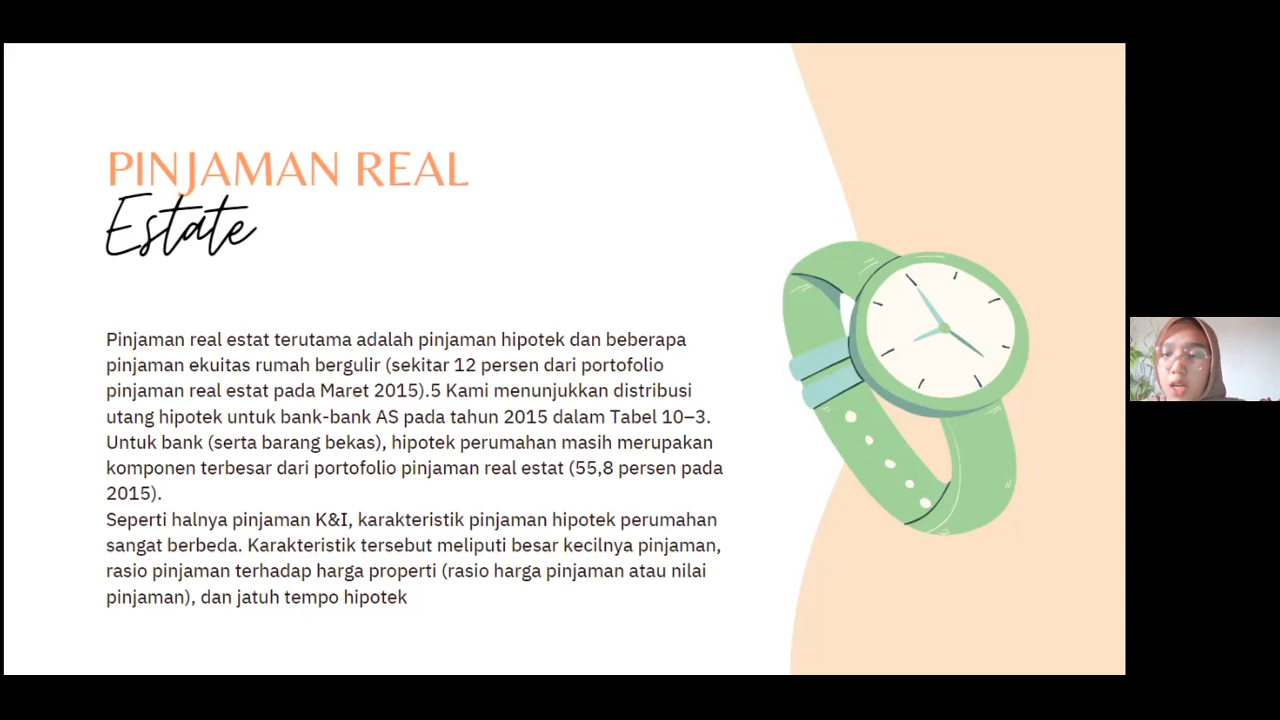 PINJAMAN REAL
Estate
Pinjaman real estat terutama adalah pinjaman hipotek dan beberapa
pinjaman ekuitas rumah bergulir (sekitar 12 persen dari portofolio
pinjaman real estat pada Maret 2015).5 Kami menunjukkan distribusi
utang hipotek untuk bank-bank AS pada tahun 2015 dalam Tabel 10–3.
Untuk bank (serta barang bekas), hipotek perumahan masih merupakan
komponen terbesar dari portofolio pinjaman real estat (55,8 persen pada
2015).
Seperti halnya pinjaman K&I, karakteristik pinjaman hipotek perumahan
sangat berbeda. Karakteristik tersebut meliputi besar kecilnya pinjaman,
rasio pinjaman terhadap harga properti (rasio harga pinjaman atau nilai
pinjaman), dan jatuh tempo hipotek